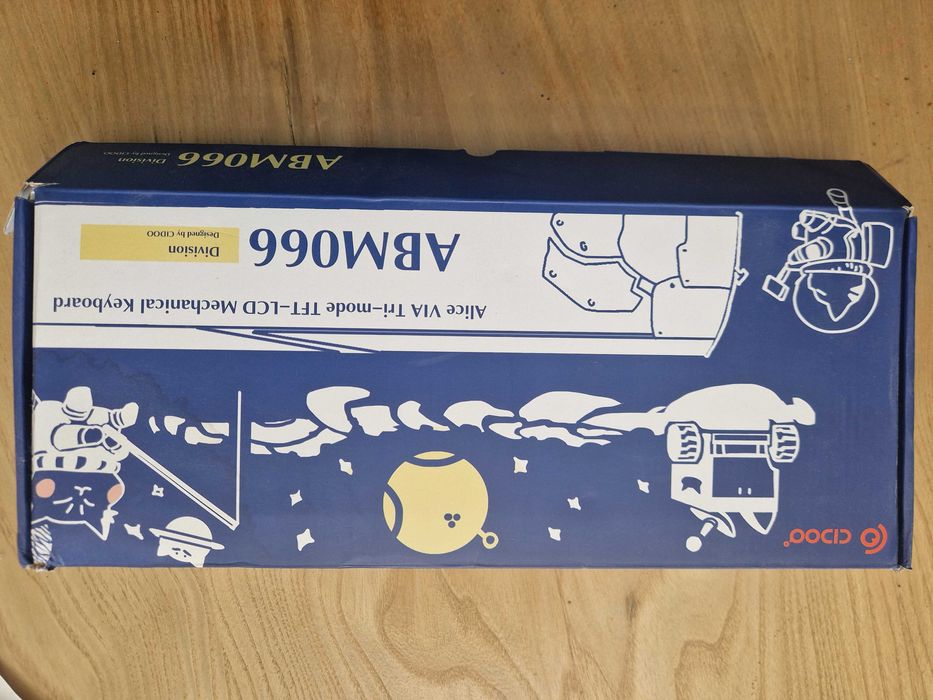 CIDOO
Alice VIA Tri-mode TFT-LCD Mechanical Keyboard
ABM066
Division
Designed by CIDOO
ABM066
Division
Designed by CIDOO